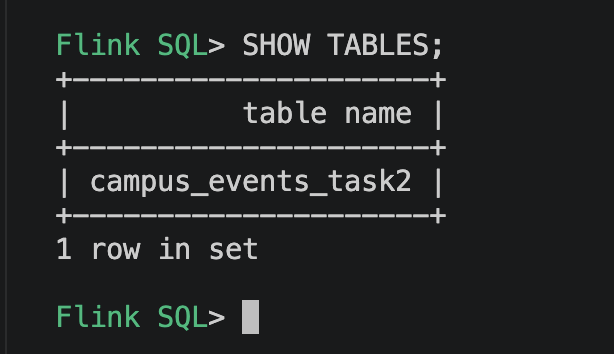 Flink SQL> SHOW TABLES;
+---------------------+
|          table name |
+---------------------+
| campus_events_task2 |
+---------------------+
1 row in set
Flink SQL>